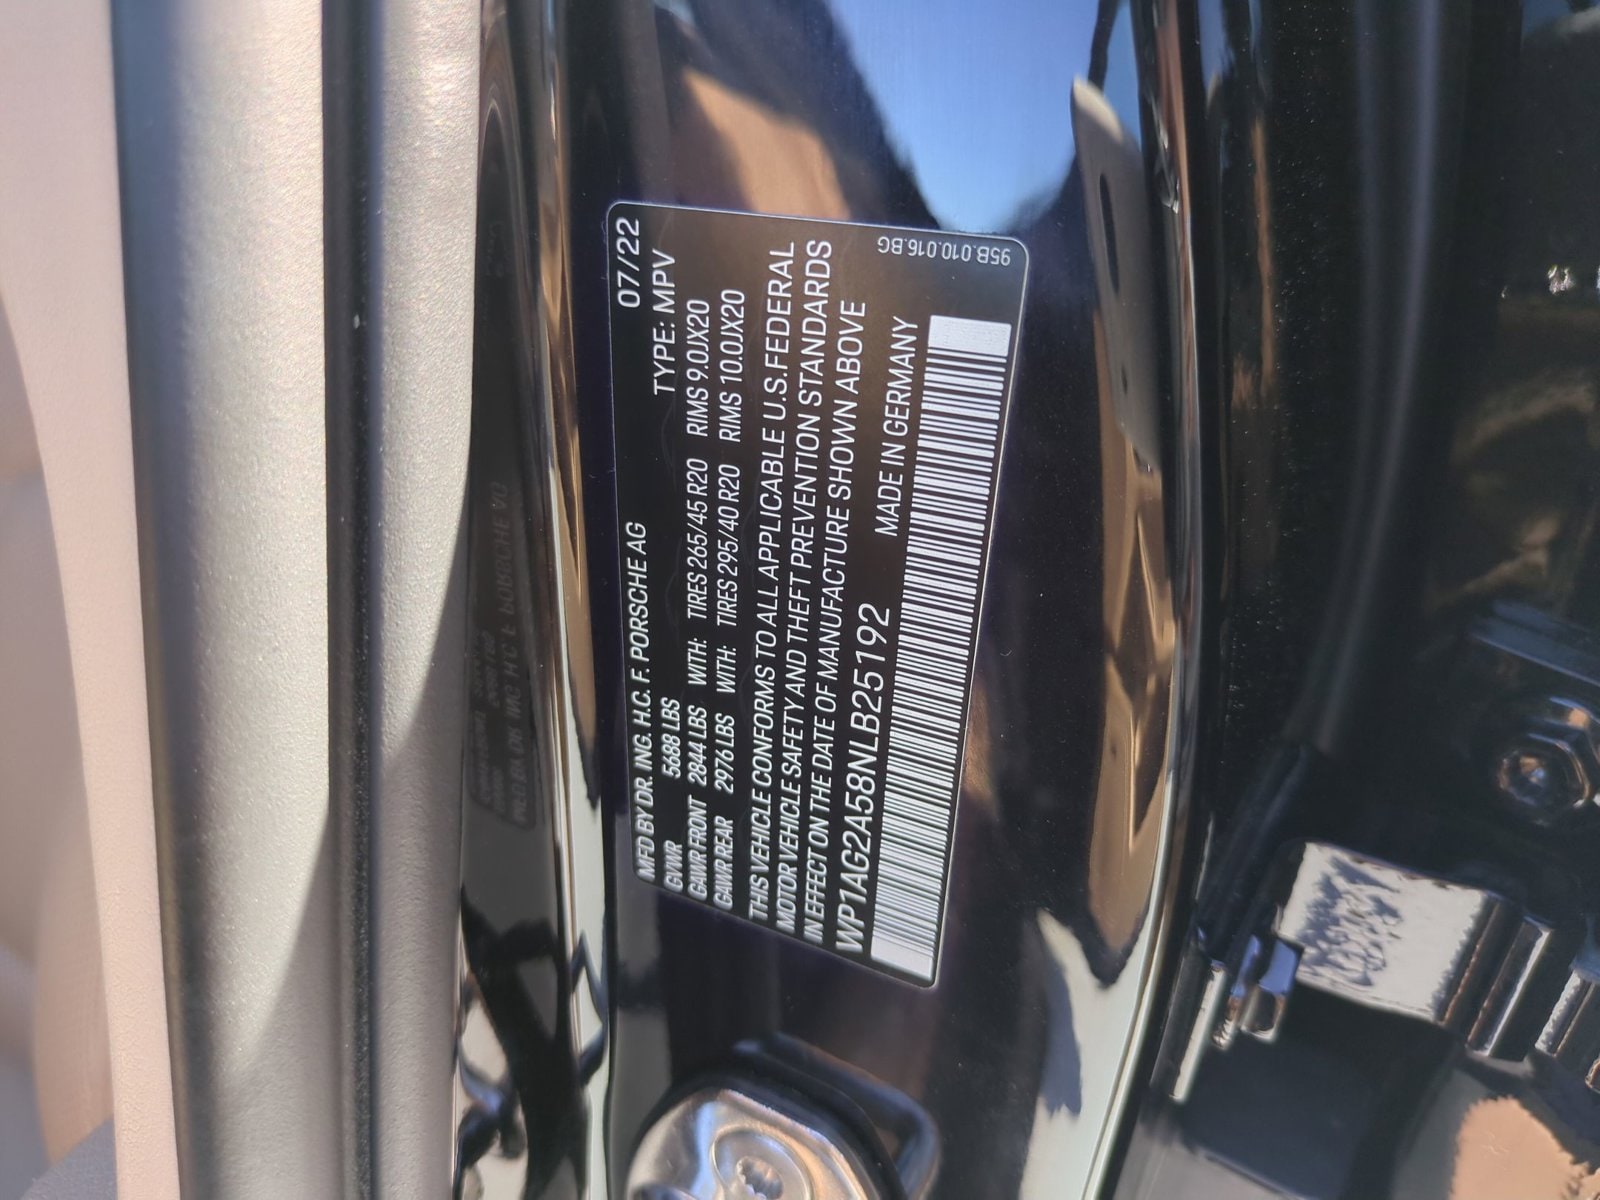 MFD BY DR. ING. H.C. F. PORSCHE AG 07/22
GVWR 5688 LBS TYPE: MPV
GAWR FRONT 2844 LBS WITH: TIRES 265/45 R20 RIMS 9.0JX20
GAWR REAR 2976 LBS WITH: TIRES 295/40 R20 RIMS 10.0JX20
THIS VEHICLE CONFORMS TO ALL APPLICABLE U.S.FEDERAL
MOTOR VEHICLE SAFETY AND THEFT PREVENTION STANDARDS
IN EFFECT ON THE DATE OF MANUFACTURE SHOWN ABOVE
WP1AG2A58NLB25192 MADE IN GERMANY
95B.010.016.BG